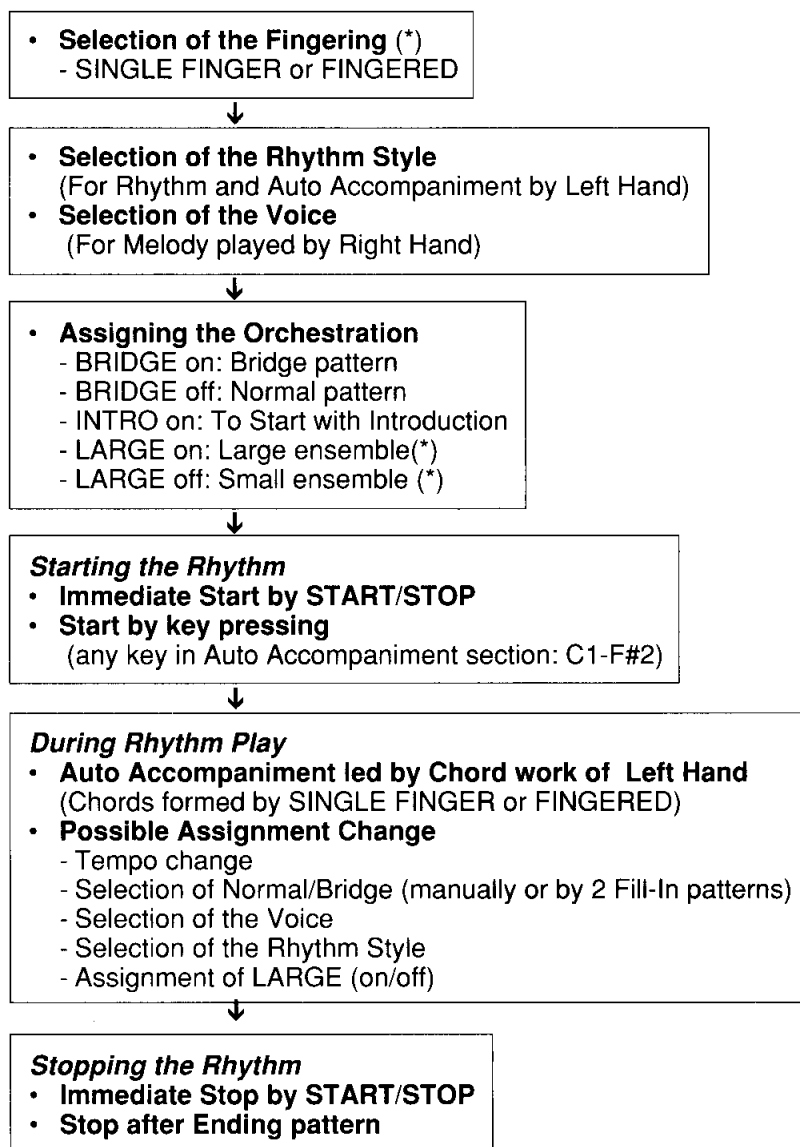 • Selection of the Fingering (*)
- SINGLE FINGER or FINGERED
• Selection of the Rhythm Style
(For Rhythm and Auto Accompaniment by Left Hand)
• Selection of the Voice
(For Melody played by Right Hand)
• Assigning the Orchestration
- BRIDGE on: Bridge pattern
- BRIDGE off: Normal pattern
- INTRO on: To Start with Introduction
- LARGE on: Large ensemble(*)
- LARGE off: Small ensemble (*)
Starting the Rhythm
• Immediate Start by START/STOP
• Start by key pressing
(any key in Auto Accompaniment section: C1-F#2)
During Rhythm Play
• Auto Accompaniment led by Chord work of Left Hand
(Chords formed by SINGLE FINGER or FINGERED)
• Possible Assignment Change
- Tempo change
- Selection of Normal/Bridge (manually or by 2 Fill-In patterns)
- Selection of the Voice
- Selection of the Rhythm Style
- Assignment of LARGE (on/off)
Stopping the Rhythm
• Immediate Stop by START/STOP
• Stop after Ending pattern